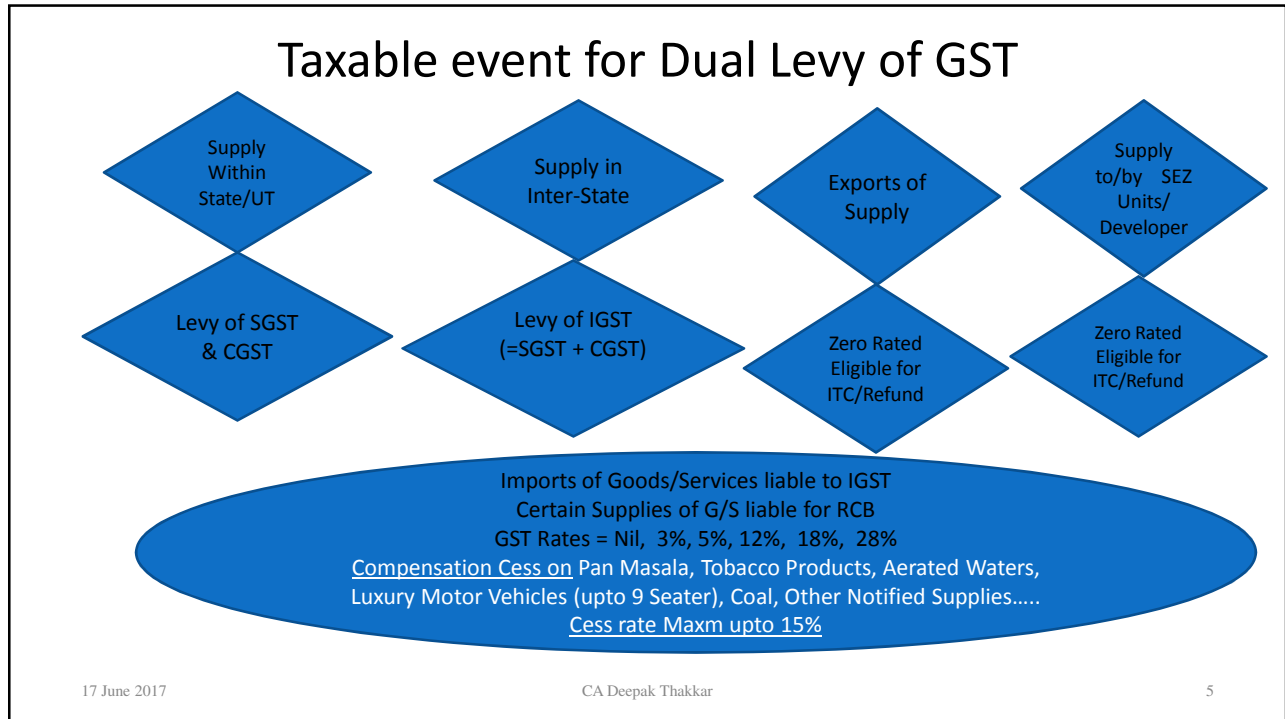 Taxable event for Dual Levy of GST
Supply
Within
State/UT
Supply in
Inter-State
Exports of
Supply
Supply
to/by SEZ
Units/
Developer
Levy of SGST
& CGST
Levy of IGST
(=SGST + CGST)
Zero Rated
Eligible for
ITC/Refund
Zero Rated
Eligible for
ITC/Refund
Imports of Goods/Services liable to IGST
Certain Supplies of G/S liable for RCB
GST Rates = Nil, 3%, 5%, 12%, 18%, 28%
Compensation Cess on Pan Masala, Tobacco Products, Aerated Waters,
Luxury Motor Vehicles (upto 9 Seater), Coal, Other Notified Supplies.....
Cess rate Maxm upto 15%
17 June 2017
CA Deepak Thakkar
5